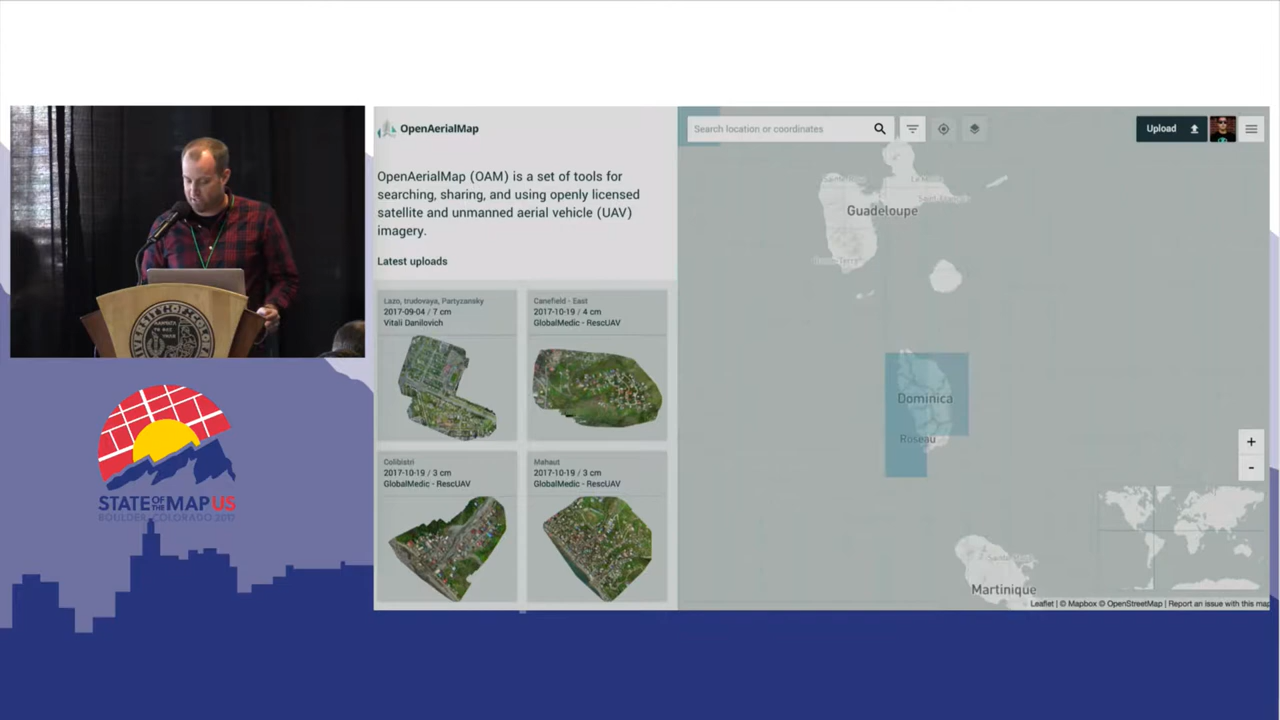 OpenAerialMap
OpenAerialMap (OAM) is a set of tools for
searching, sharing, and using openly licensed
satellite and unmanned aerial vehicle (UAV)
imagery.
Latest uploads
Lazo, trudovaya, Partyzansky
2017-09-04 / 7 cm
Vitali Danilovich
Canefield - East
2017-10-19 / 4 cm
GlobalMedic - RescUAV
Colibistri
2017-10-19 / 3 cm
GlobalMedic - RescUAV
Mahaut
2017-10-19 / 3 cm
GlobalMedic - RescUAV
Search location or coordinates
Upload
Guadeloupe
Dominica
Roseau
Martinique
+
-
Leaflet | © Mapbox © OpenStreetMap | Report an issue with this map
UNIVERSITY OF COLORA
STATE OF THE MAP US
BOULDER, COLORADO 2017